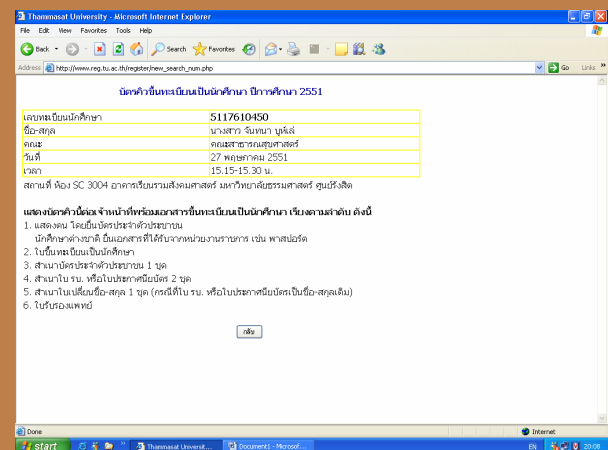 Thammasat University - Microsoft Internet Explorer
File Edit View Favorites Tools Help
Back Search Favorites
Address http://www.reg.tu.ac.th/register/new_search_num.php Go Links
บัตรคิวขึ้นทะเบียนเป็นนักศึกษา ปีการศึกษา 2551
เลขทะเบียนนักศึกษา 5117610450
ชื่อ-สกุล นางสาว จันทนา บูห์เล่
คณะ คณะสาธารณสุขศาสตร์
วันที่ 27 พฤษภาคม 2551
เวลา 15.15-15.30 น.
สถานที่ ห้อง SC 3004 อาคารเรียนรวมสังคมศาสตร์ มหาวิทยาลัยธรรมศาสตร์ ศูนย์รังสิต
แสดงบัตรคิวนี้ต่อเจ้าหน้าที่พร้อมเอกสารขึ้นทะเบียนเป็นนักศึกษา เรียงตามลำดับ ดังนี้
1. แสดงตน โดยยื่นบัตรประจำตัวประชาชน
นักศึกษาต่างชาติ ยื่นเอกสารที่ได้รับจากหน่วยงานราชการ เช่น พาสปอร์ต
2. ใบขึ้นทะเบียนเป็นนักศึกษา
3. สำเนาบัตรประจำตัวประชาชน 1 ชุด
4. สำเนาใบ รบ. หรือใบประกาศนียบัตร 2 ชุด
5. สำเนาใบเปลี่ยนชื่อ-สกุล 1 ชุด (กรณีที่ใบ รบ. หรือใบประกาศนียบัตรเป็นชื่อ-สกุลเดิม)
6. ใบรับรองแพทย์
กลับ
Done Internet
start Thammasat Universit... Document1 - Microsof... EN 20:08